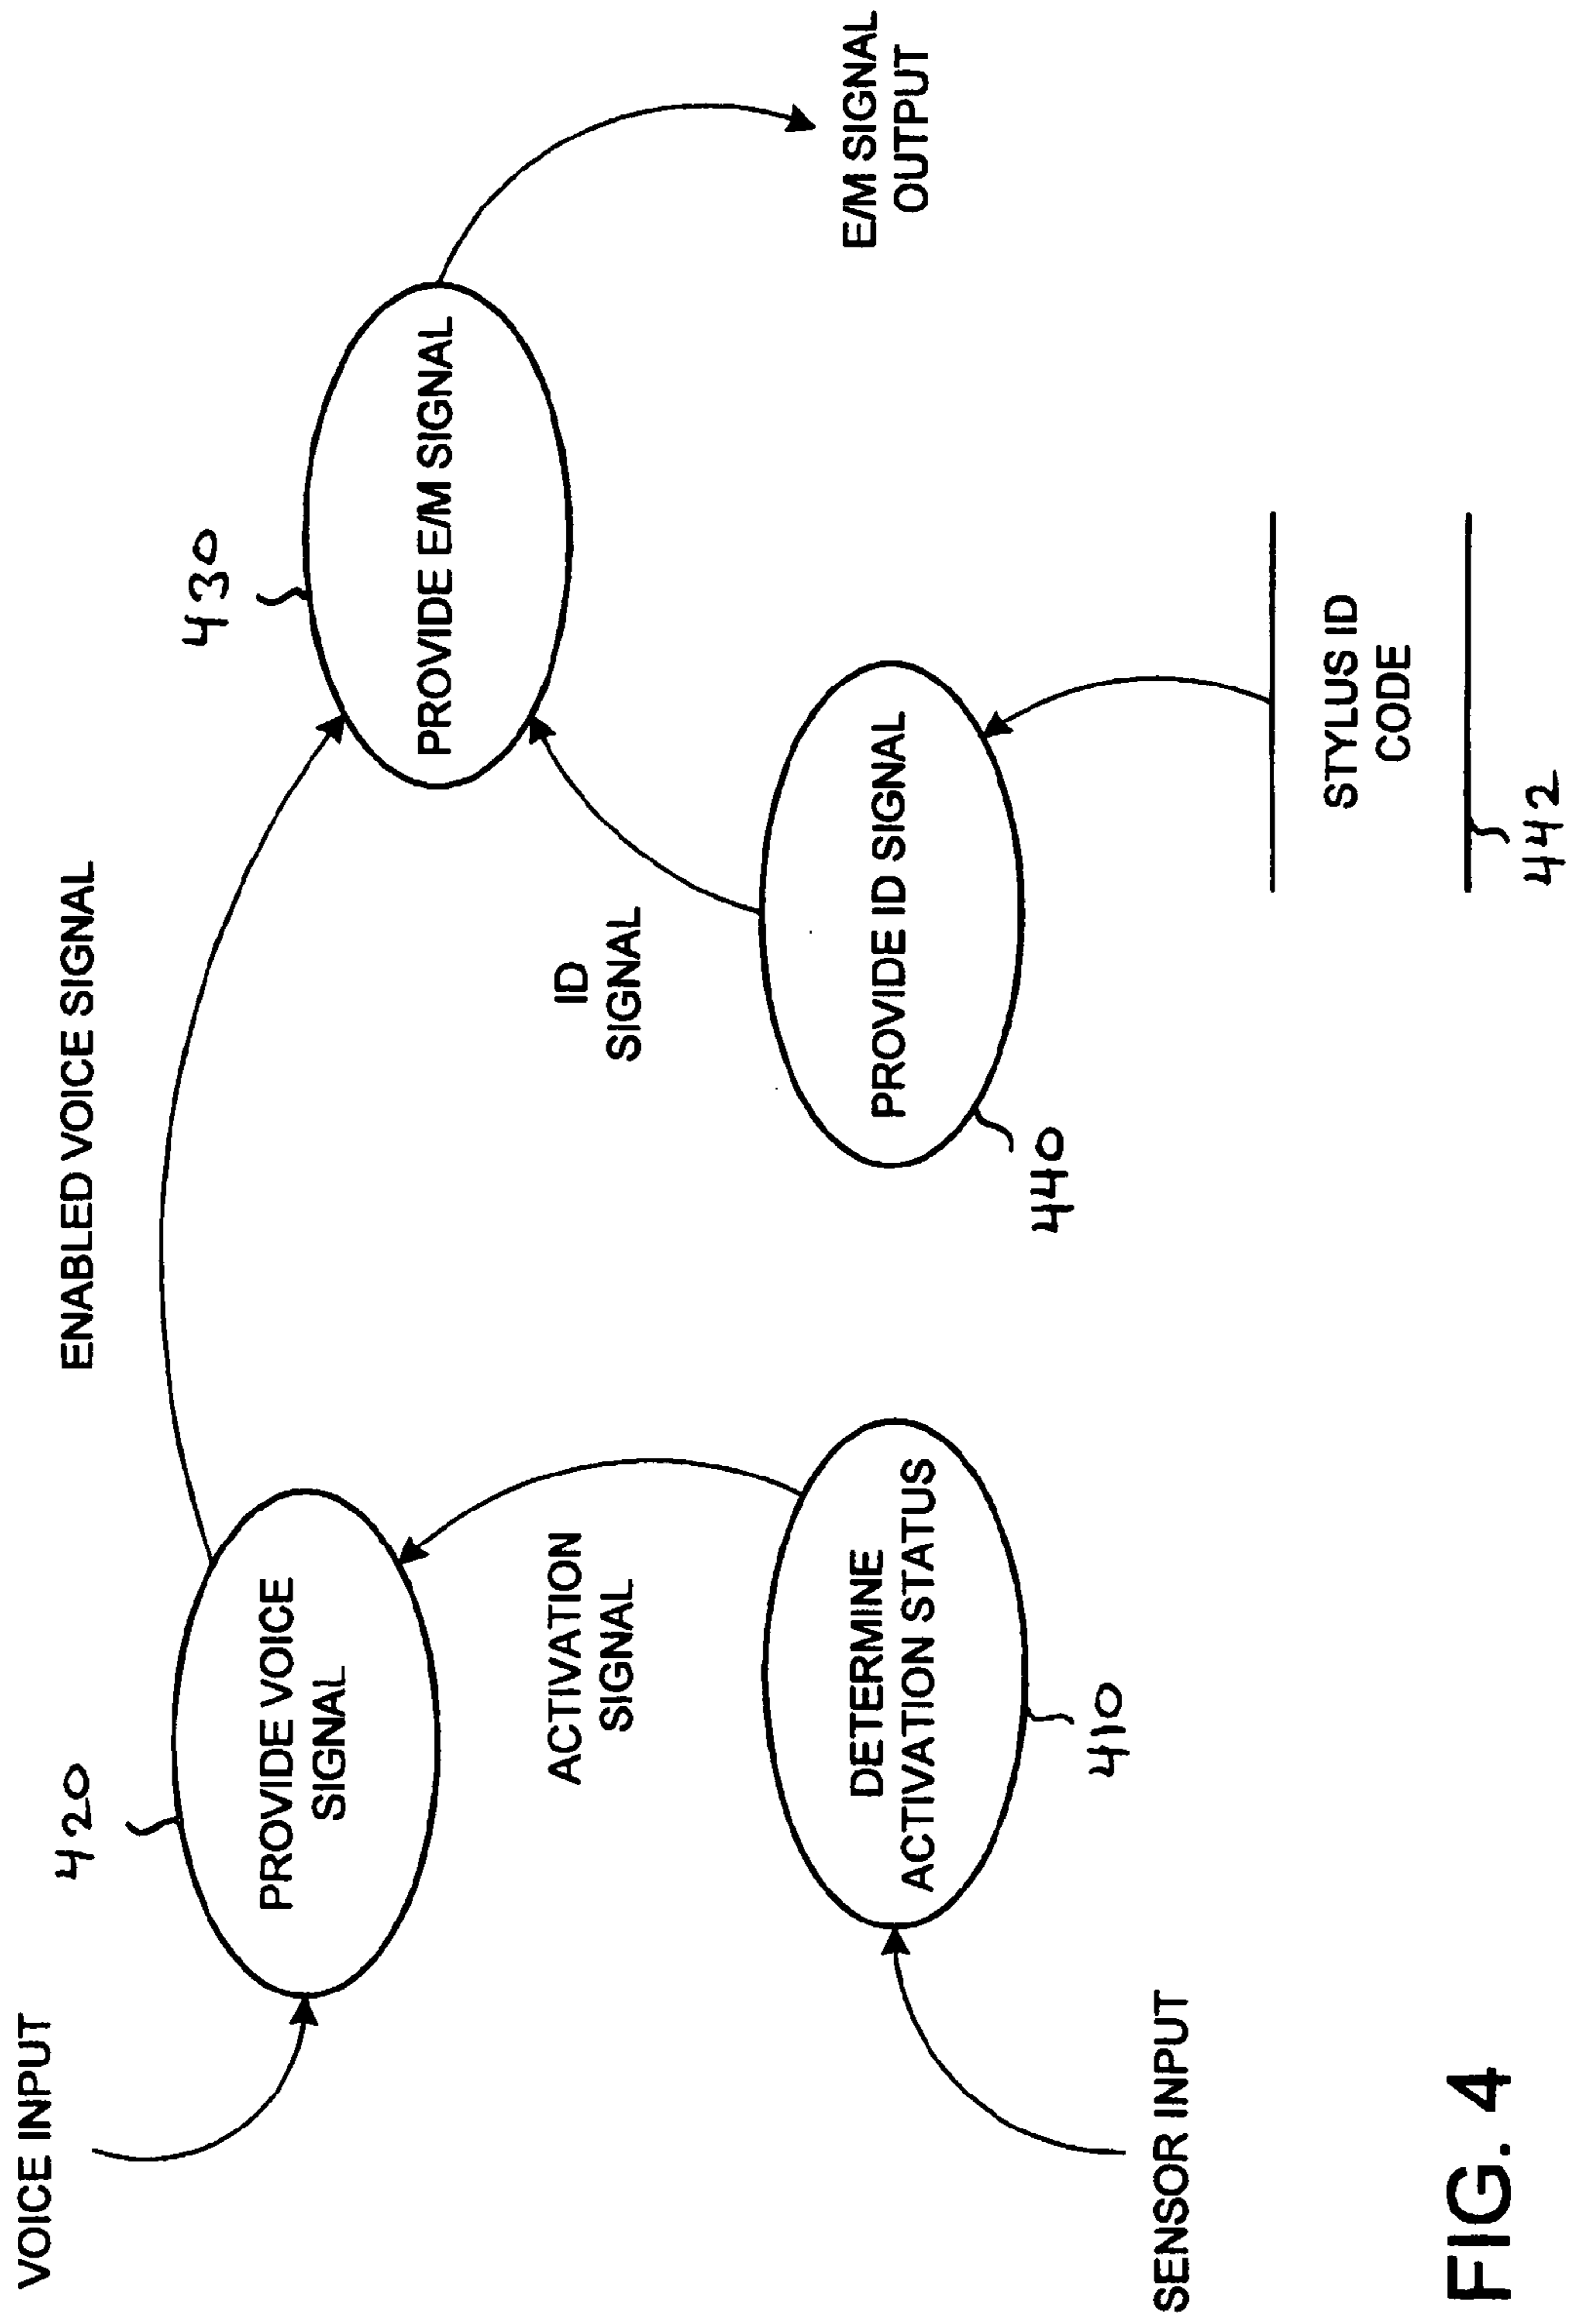 VOICE INPUT
420
PROVIDE VOICE
SIGNAL
ENABLED VOICE SIGNAL
430
PROVIDE E/M SIGNAL
E/M SIGNAL
OUTPUT
ACTIVATION
SIGNAL
ID
SIGNAL
SENSOR INPUT
DETERMINE
ACTIVATION STATUS
410
PROVIDE ID SIGNAL
440
STYLUS ID
CODE
442
FIG. 4